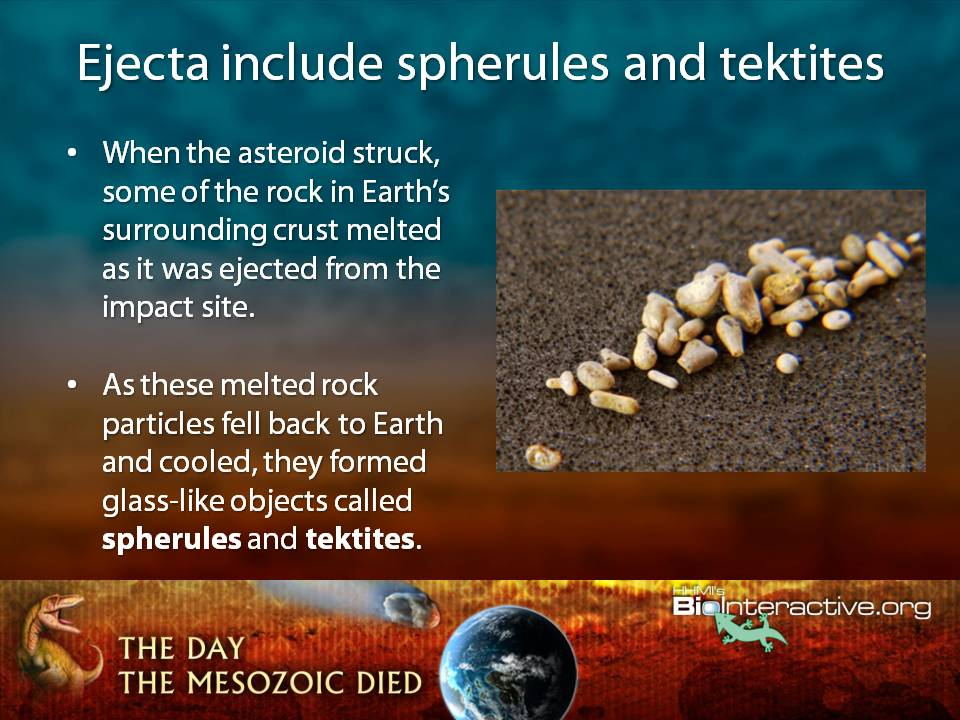 Ejecta include spherules and tektites
• When the asteroid struck,
some of the rock in Earth’s
surrounding crust melted
as it was ejected from the
impact site.
• As these melted rock
particles fell back to Earth
and cooled, they formed
glass-like objects called
spherules and tektites.
HHMI's
BioInteractive.org
THE DAY
THE MESOZOIC DIED